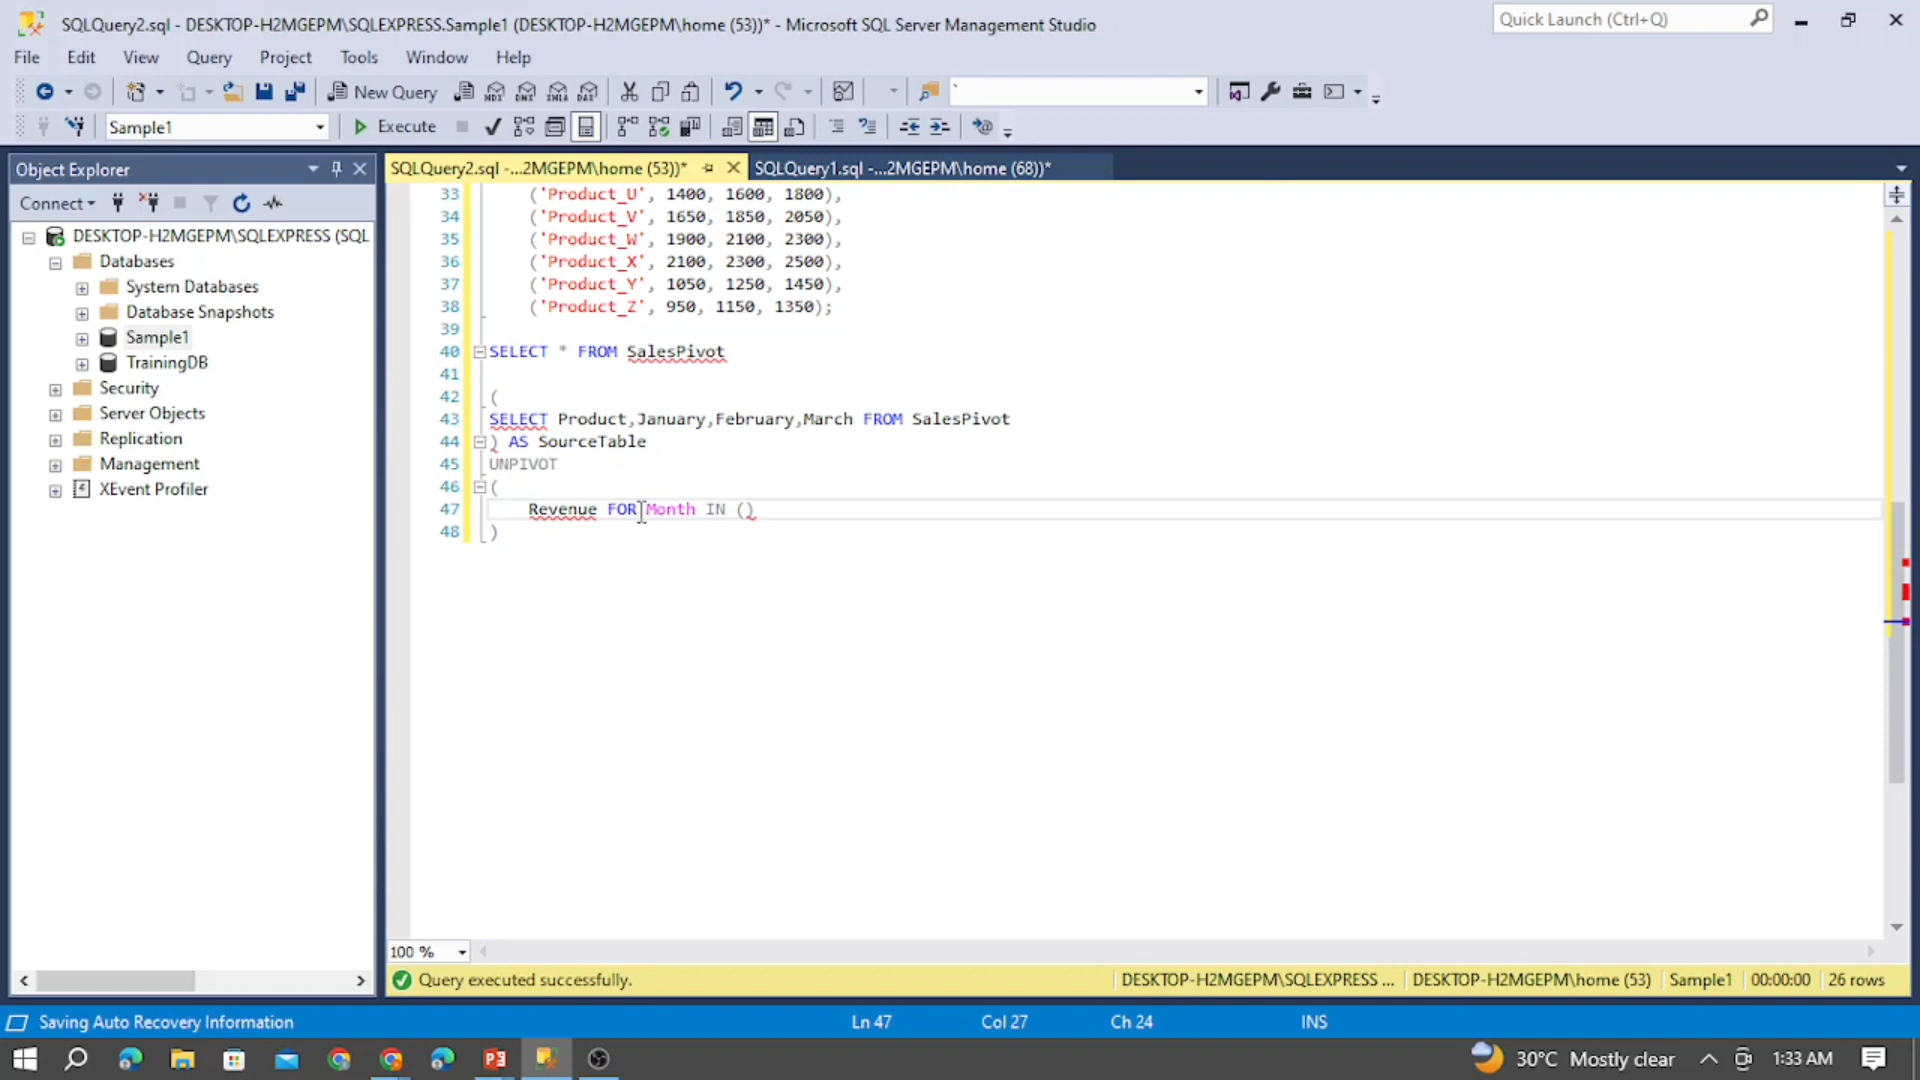 SQLQuery2.sql - DESKTOP-H2MGEPM\SQLEXPRESS.Sample1 (DESKTOP-H2MGEPM\home (53))* - Microsoft SQL Server Management Studio
Quick Launch (Ctrl+Q)
File Edit View Query Project Tools Window Help
New Query
MDX DMX XMLA DAX
`
Sample1
Execute
Object Explorer
SQLQuery2.sql -...2MGEPM\home (53))*
SQLQuery1.sql -...2MGEPM\home (68))*
Connect
DESKTOP-H2MGEPM\SQLEXPRESS (SQL
Databases
System Databases
Database Snapshots
Sample1
TrainingDB
Security
Server Objects
Replication
Management
XEvent Profiler
33 ('Product_U', 1400, 1600, 1800),
34 ('Product_V', 1650, 1850, 2050),
35 ('Product_W', 1900, 2100, 2300),
36 ('Product_X', 2100, 2300, 2500),
37 ('Product_Y', 1050, 1250, 1450),
38 ('Product_Z', 950, 1150, 1350);
39
40 SELECT * FROM SalesPivot
41
42 (
43 SELECT Product,January,February,March FROM SalesPivot
44 ) AS SourceTable
45 UNPIVOT
46 (
47 Revenue FOR Month IN ()
48 )
100 %
Query executed successfully.
DESKTOP-H2MGEPM\SQLEXPRESS ...
DESKTOP-H2MGEPM\home (53)
Sample1
00:00:00
26 rows
Saving Auto Recovery Information
Ln 47
Col 27
Ch 24
INS
30°C Mostly clear
1:33 AM